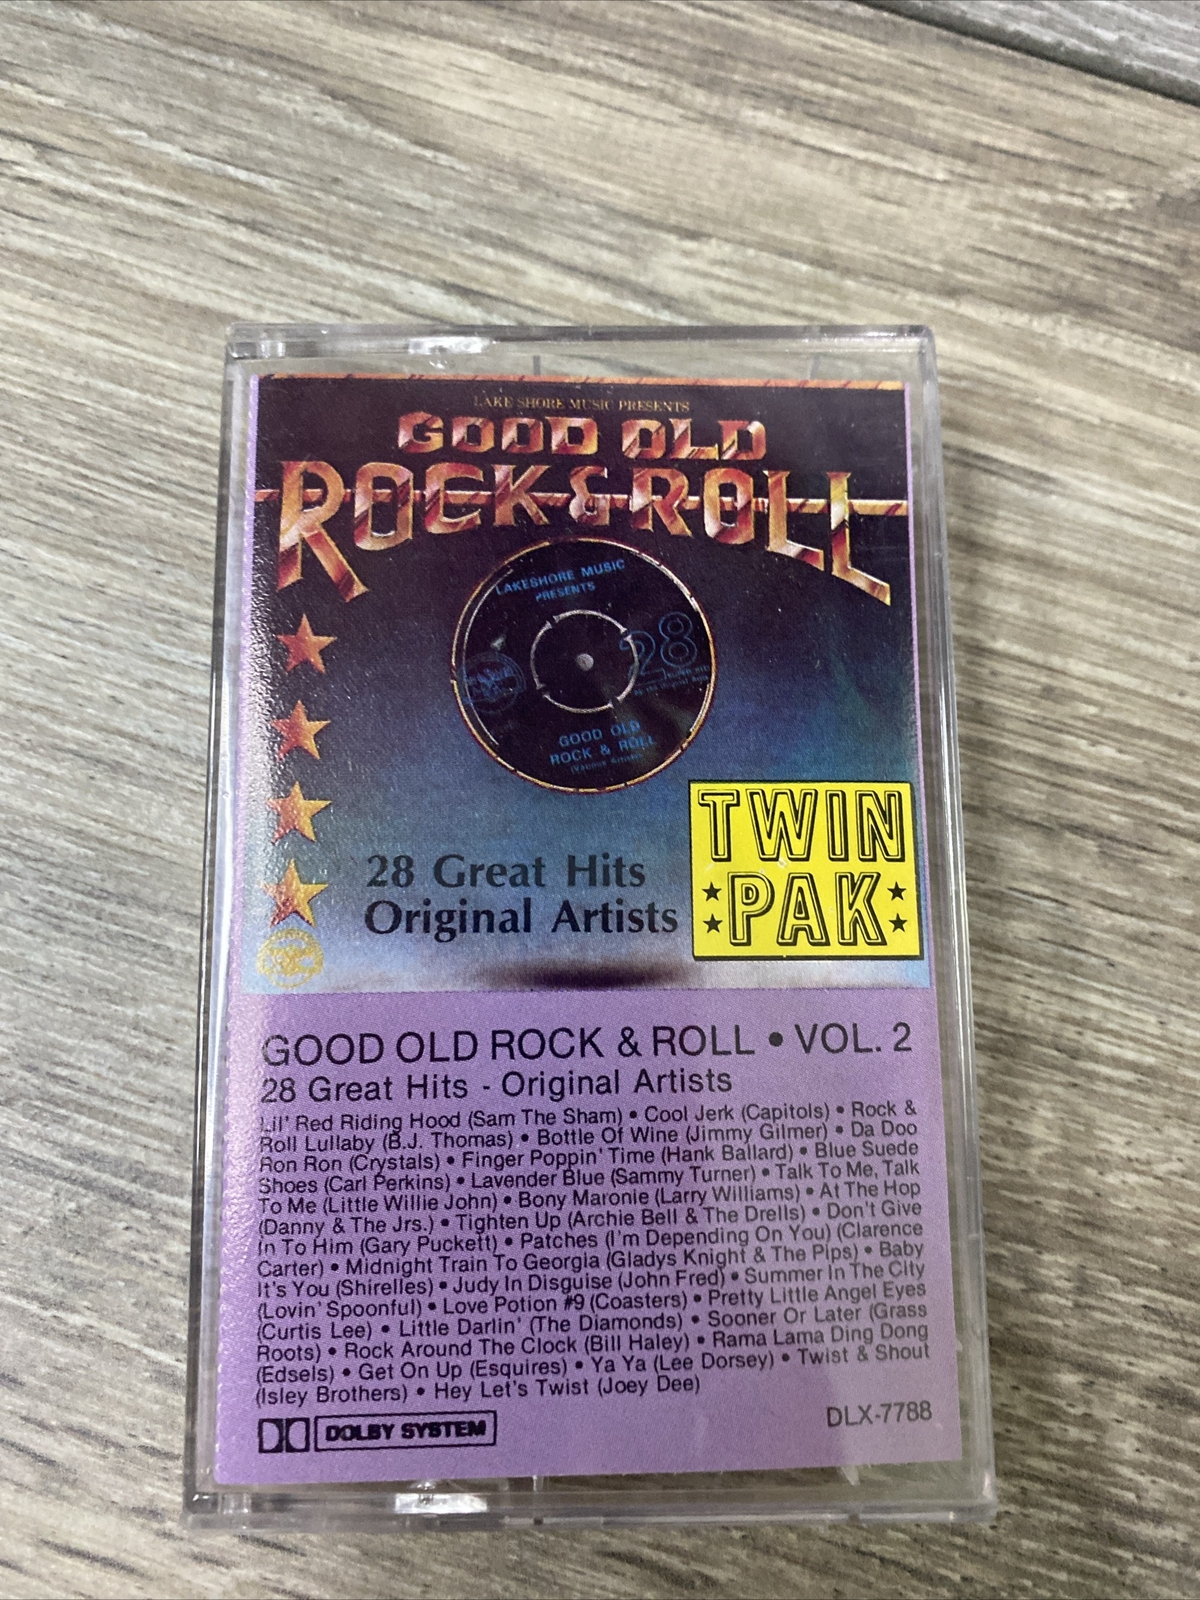 LAKE SHORE MUSIC PRESENTS
GOOD OLD
ROCK & ROLL
LAKESHORE MUSIC
PRESENTS
28
GOOD OLD
ROCK & ROLL
(Various Artists)
28 Great Hits
Original Artists
TWIN
PAK
GOOD OLD ROCK & ROLL • VOL. 2
28 Great Hits - Original Artists
Lil' Red Riding Hood (Sam The Sham) • Cool Jerk (Capitols) • Rock &
Roll Lullaby (B.J. Thomas) • Bottle Of Wine (Jimmy Gilmer) • Da Doo
Ron Ron (Crystals) • Finger Poppin' Time (Hank Ballard) • Blue Suede
Shoes (Carl Perkins) • Lavender Blue (Sammy Turner) • Talk To Me, Talk
To Me (Little Willie John) • Bony Maronie (Larry Williams) • At The Hop
(Danny & The Jrs.) • Tighten Up (Archie Bell & The Drells) • Don't Give
In To Him (Gary Puckett) • Patches (I'm Depending On You) (Clarence
Carter) • Midnight Train To Georgia (Gladys Knight & The Pips) • Baby
It's You (Shirelles) • Judy In Disguise (John Fred) • Summer In The City
(Lovin' Spoonful) • Love Potion #9 (Coasters) • Pretty Little Angel Eyes
(Curtis Lee) • Little Darlin' (The Diamonds) • Sooner Or Later (Grass
Roots) • Rock Around The Clock (Bill Haley) • Rama Lama Ding Dong
(Edsels) • Get On Up (Esquires) • Ya Ya (Lee Dorsey) • Twist & Shout
(Isley Brothers) • Hey Let's Twist (Joey Dee)
DOLBY SYSTEM
DLX-7788